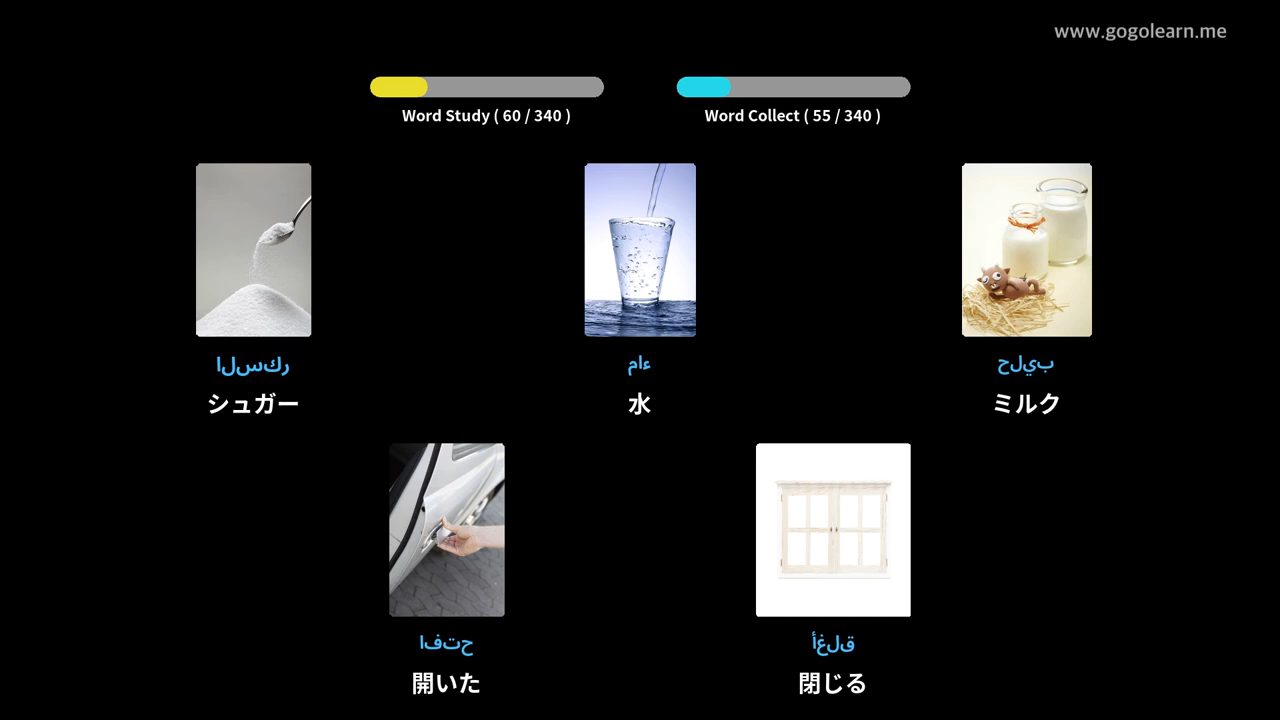 www.gogolearn.me
Word Study ( 60 / 340 )
Word Collect ( 55 / 340 )
السكر
シュガー
ماء
水
حليب
ミルク
افتح
開いた
أغلق
閉じる